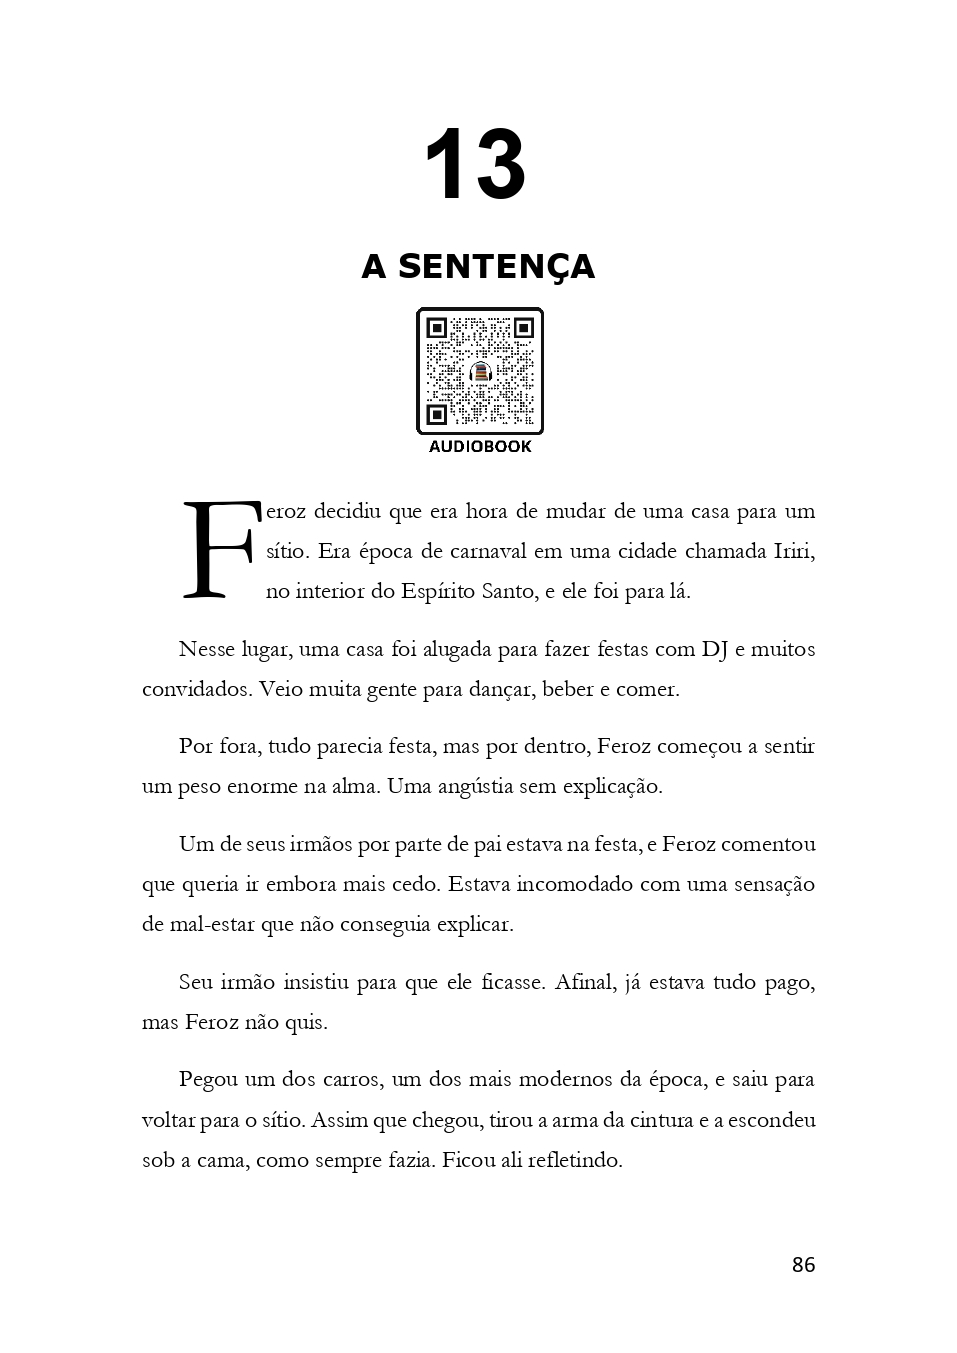 13
A SENTENÇA
AUDIOBOOK
Feroz decidiu que era hora de mudar de uma casa para um
sítio. Era época de carnaval em uma cidade chamada Iriri,
no interior do Espírito Santo, e ele foi para lá.
Nesse lugar, uma casa foi alugada para fazer festas com DJ e muitos
convidados. Veio muita gente para dançar, beber e comer.
Por fora, tudo parecia festa, mas por dentro, Feroz começou a sentir
um peso enorme na alma. Uma angústia sem explicação.
Um de seus irmãos por parte de pai estava na festa, e Feroz comentou
que queria ir embora mais cedo. Estava incomodado com uma sensação
de mal-estar que não conseguia explicar.
Seu irmão insistiu para que ele ficasse. Afinal, já estava tudo pago,
mas Feroz não quis.
Pegou um dos carros, um dos mais modernos da época, e saiu para
voltar para o sítio. Assim que chegou, tirou a arma da cintura e a escondeu
sob a cama, como sempre fazia. Ficou ali refletindo.
86